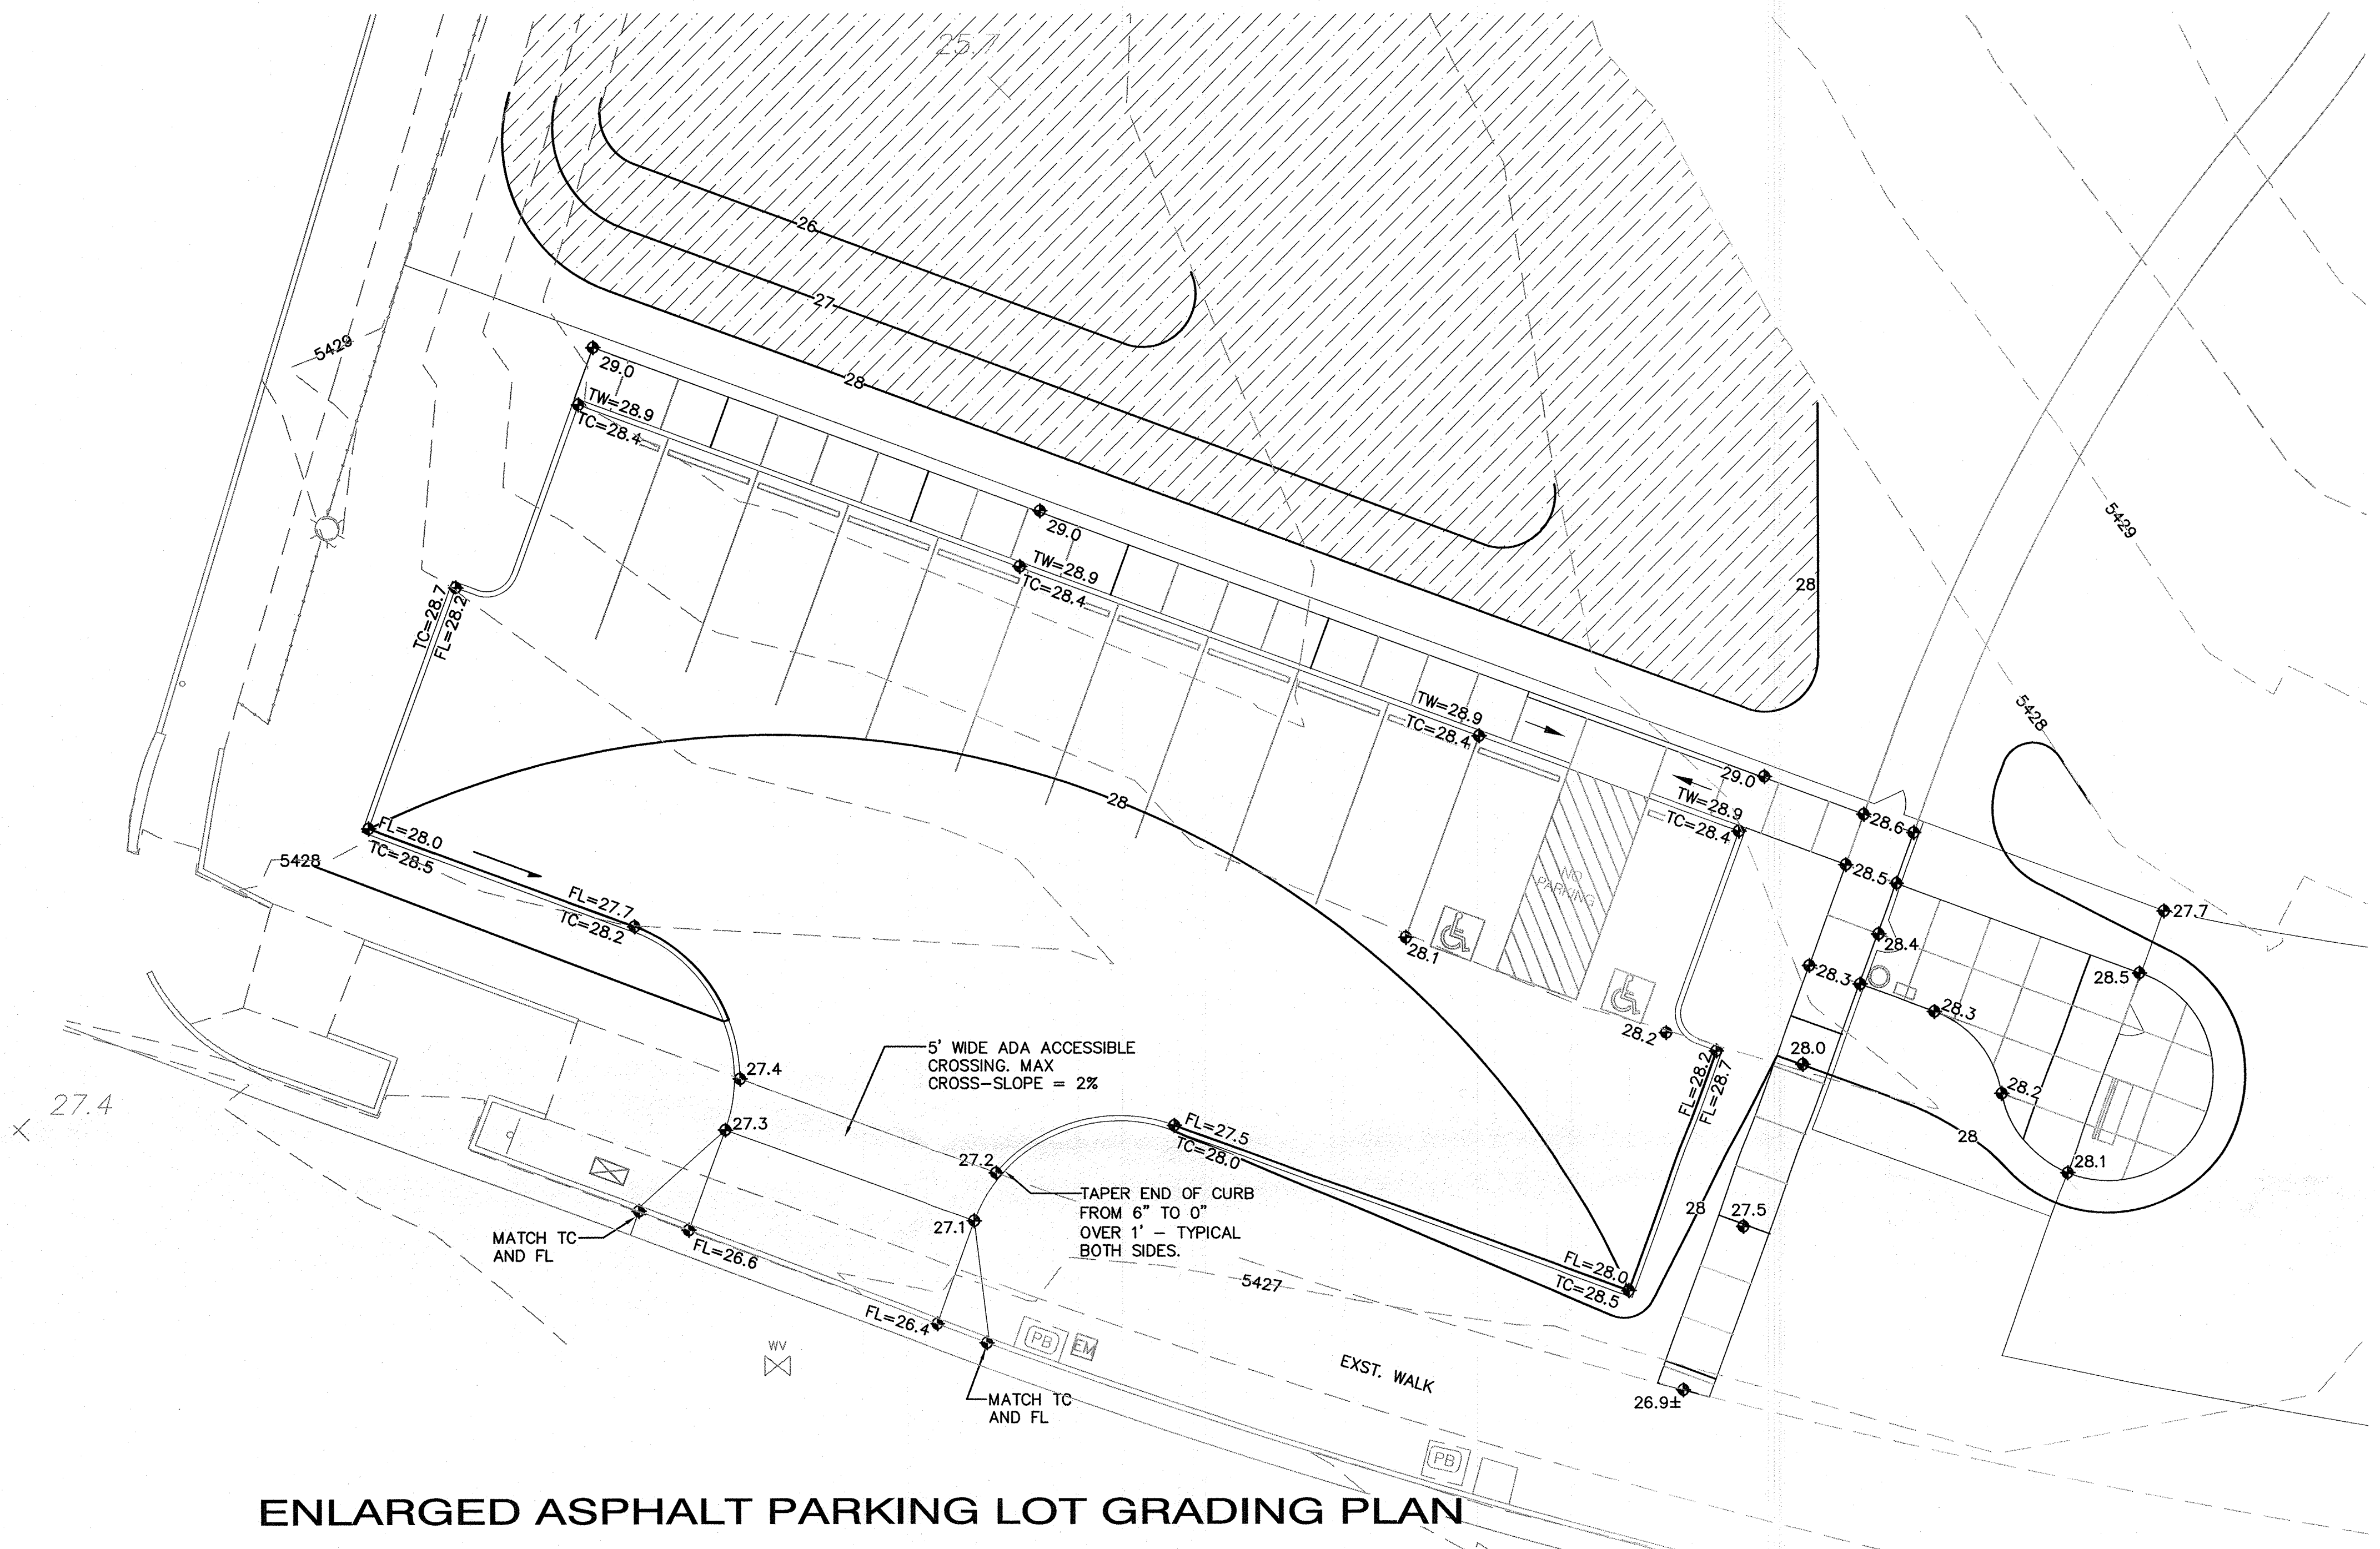 25.7
26
27
28
5429
29.0
TW=28.9
TC=28.4
29.0
TW=28.9
TC=28.4
5429
28
TC=28.7
FL=28.2
TW=28.9
TC=28.4
5428
29.0
TW=28.9
TC=28.4
28
28.6
FL=28.0
TC=28.5
5428
28.5
NO
PARKING
FL=27.7
TC=28.2
27.7
28.1
28.4
28.3
28.5
28.3
28.2
28.0
5' WIDE ADA ACCESSIBLE
CROSSING. MAX
CROSS-SLOPE = 2%
27.4
FL=28.2
FL=28.7
28.2
27.4
27.3
FL=27.5
TC=28.0
28
27.2
28.1
TAPER END OF CURB
FROM 6" TO 0"
OVER 1' – TYPICAL
BOTH SIDES.
28
27.5
27.1
MATCH TC
AND FL
FL=26.6
FL=28.0
TC=28.5
5427
FL=26.4
WV
PB
EM
EXST. WALK
MATCH TC
AND FL
26.9±
PB
ENLARGED ASPHALT PARKING LOT GRADING PLAN